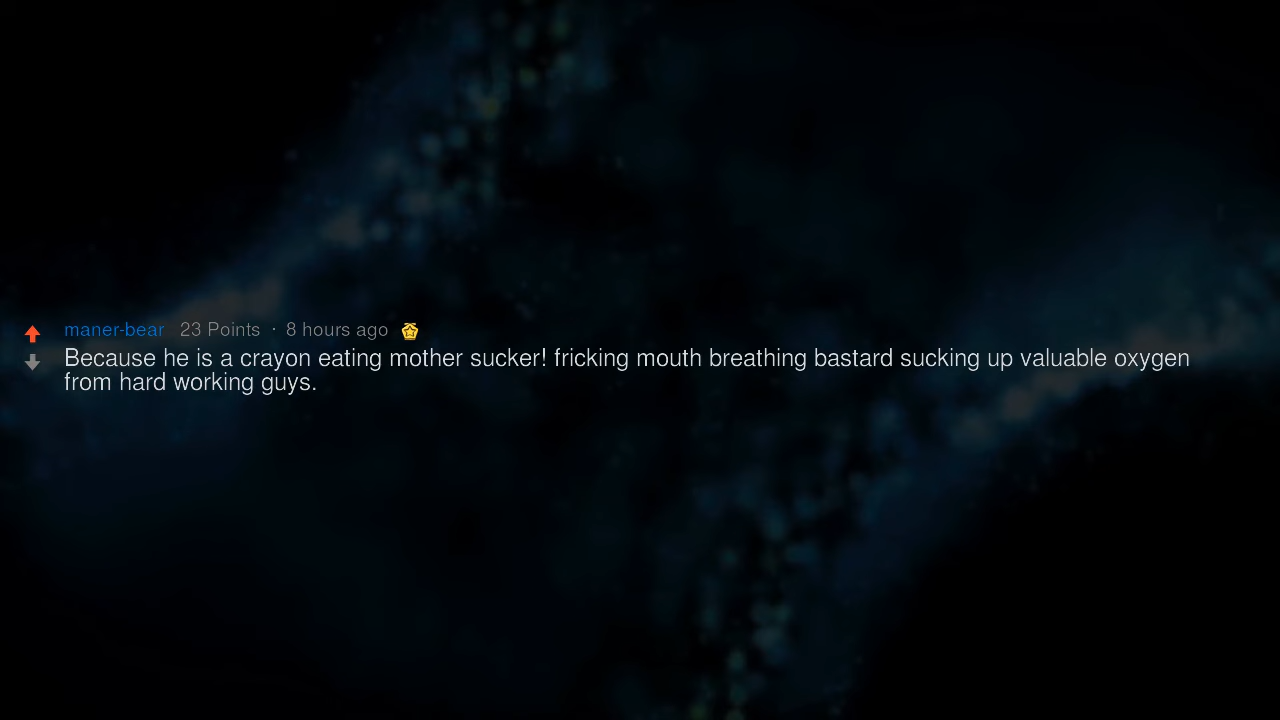 maner-bear 23 Points · 8 hours ago
Because he is a crayon eating mother sucker! fricking mouth breathing bastard sucking up valuable oxygen
from hard working guys.